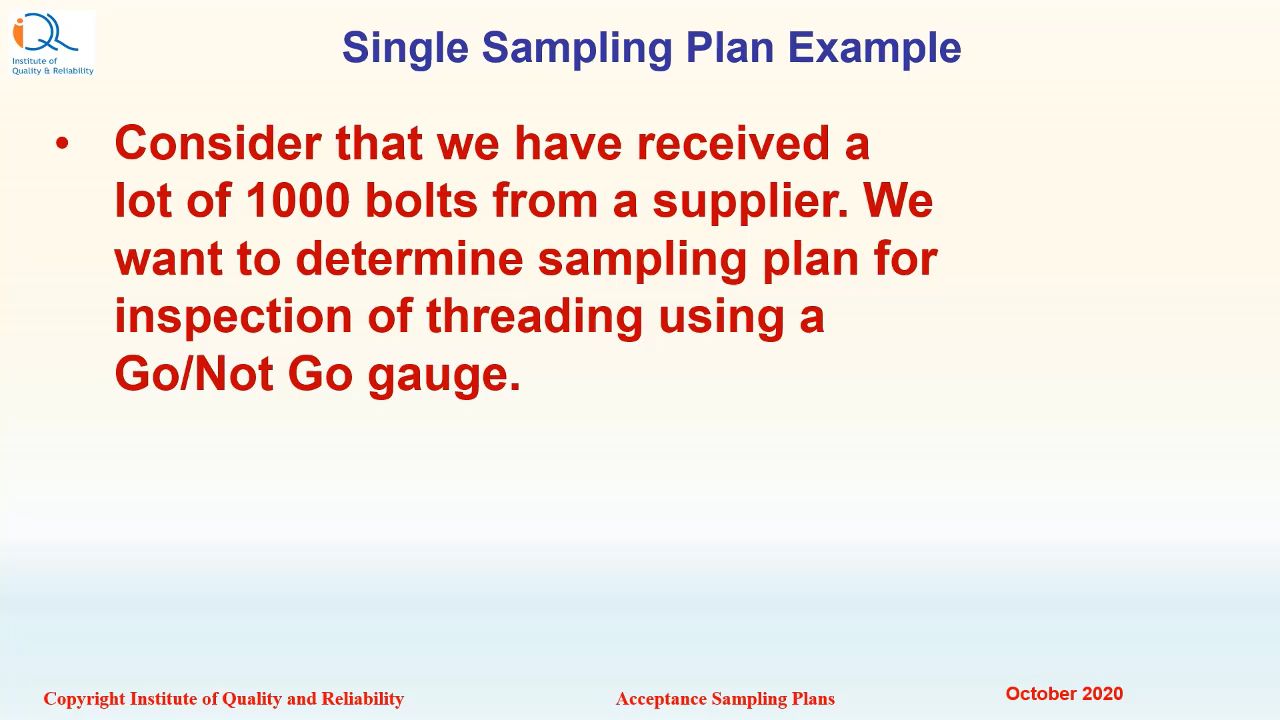 iQR
Institute of
Quality & Reliability
Single Sampling Plan Example
• Consider that we have received a
lot of 1000 bolts from a supplier. We
want to determine sampling plan for
inspection of threading using a
Go/Not Go gauge.
Copyright Institute of Quality and Reliability
Acceptance Sampling Plans
October 2020